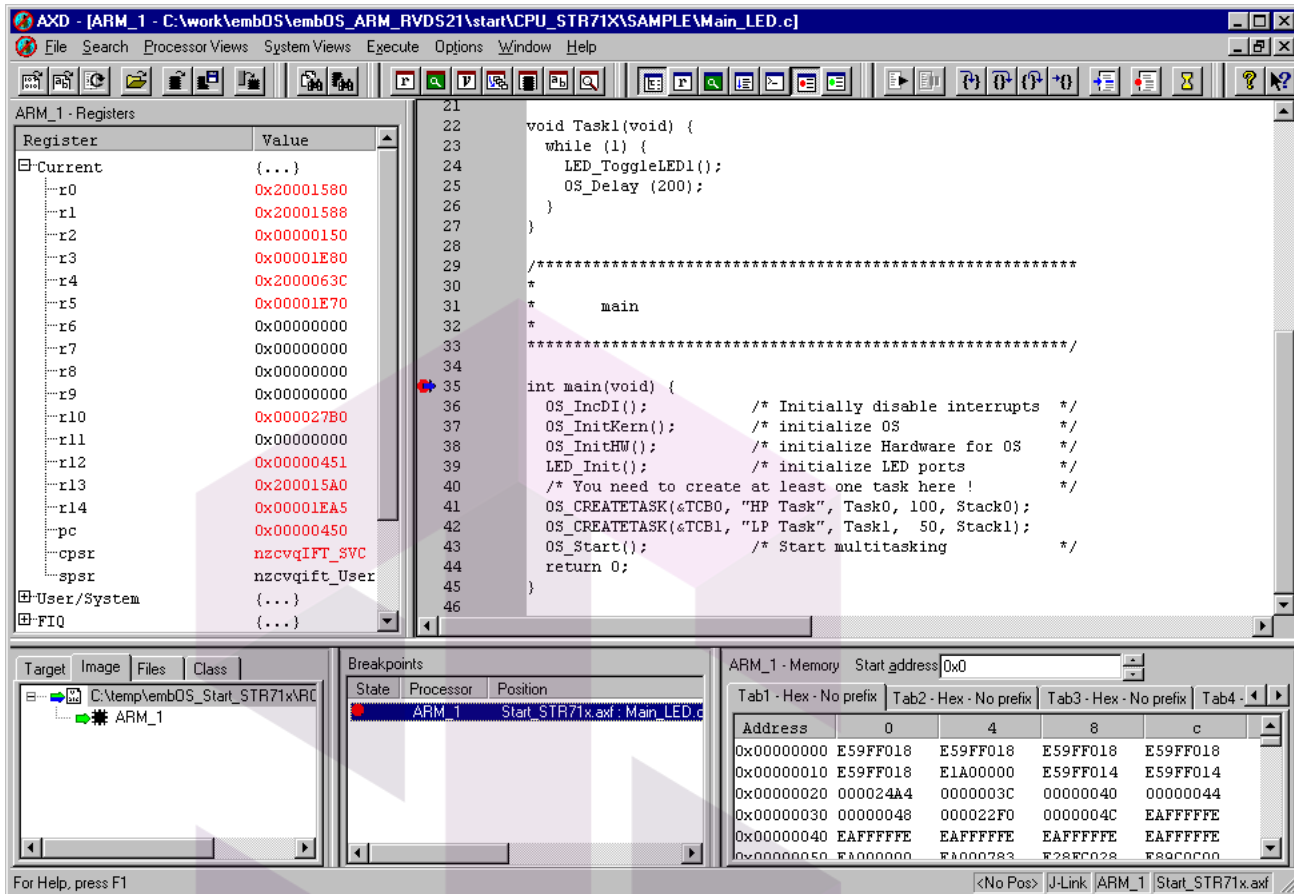 AXD - [ARM_1 - C:\work\embOS\embOS_ARM_RVDS21\start\CPU_STR71X\SAMPLE\Main_LED.c]
File Search Processor Views System Views Execute Options Window Help
ARM_1 - Registers
Register Value
Current {...}
r0 0x20001580
r1 0x20001588
r2 0x00000150
r3 0x00001E80
r4 0x2000063C
r5 0x00001E70
r6 0x00000000
r7 0x00000000
r8 0x00000000
r9 0x00000000
r10 0x000027B0
r11 0x00000000
r12 0x00000451
r13 0x200015A0
r14 0x00001EA5
pc 0x00000450
cpsr nzcvqIFT_SVC
spsr nzcvqift_User
User/System {...}
FIQ {...}
21
22 void Task1(void) {
23 while (1) {
24 LED_ToggleLED1();
25 OS_Delay (200);
26 }
27 }
28
29 /*********************************************************
30 *
31 * main
32 *
33 *********************************************************/
34
35 int main(void) {
36 OS_IncDI(); /* Initially disable interrupts */
37 OS_InitKern(); /* initialize OS */
38 OS_InitHW(); /* initialize Hardware for OS */
39 LED_Init(); /* initialize LED ports */
40 /* You need to create at least one task here ! */
41 OS_CREATETASK(&TCB0, "HP Task", Task0, 100, Stack0);
42 OS_CREATETASK(&TCB1, "LP Task", Task1, 50, Stack1);
43 OS_Start(); /* Start multitasking */
44 return 0;
45 }
46
Target Image Files Class
C:\temp\embOS_Start_STR71x\RC
ARM_1
Breakpoints
State Processor Position
ARM_1 Start_STR71x.axf : Main_LED.c
ARM_1 - Memory Start address 0x0
Tab1 - Hex - No prefix Tab2 - Hex - No prefix Tab3 - Hex - No prefix Tab4 -
Address 0 4 8 c
0x00000000 E59FF018 E59FF018 E59FF018 E59FF018
0x00000010 E59FF018 E1A00000 E59FF014 E59FF014
0x00000020 000024A4 0000003C 00000040 00000044
0x00000030 00000048 000022F0 0000004C EAFFFFFE
0x00000040 EAFFFFFE EAFFFFFE EAFFFFFE EAFFFFFE
0x00000050 EA000000 EA000783 E28FC028 E89C0C00
For Help, press F1
<No Pos> J-Link ARM_1 Start_STR71x.axf